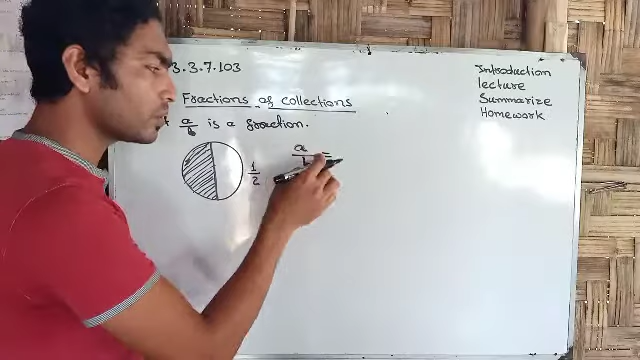 3.3.7.103
Fractions of collections
a/b is a fraction.
1/2
a/b =
Introduction
lecture
Summarize
Homework